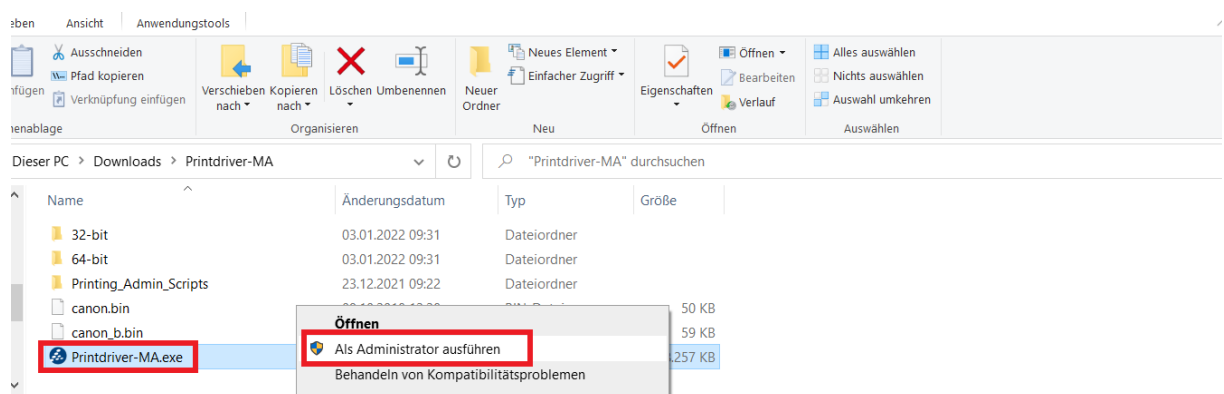 eben Ansicht Anwendungstools
Ausschneiden
Pfad kopieren
nfügen Verknüpfung einfügen
Verschieben nach
Kopieren nach
Löschen Umbenennen
Neuer Ordner
Neues Element
Einfacher Zugriff
Eigenschaften
Öffnen
Bearbeiten
Verlauf
Alles auswählen
Nichts auswählen
Auswahl umkehren
henablage Organisieren Neu Öffnen Auswählen
Dieser PC > Downloads > Printdriver-MA
"Printdriver-MA" durchsuchen
Name Änderungsdatum Typ Größe
32-bit 03.01.2022 09:31 Dateiordner
64-bit 03.01.2022 09:31 Dateiordner
Printing_Admin_Scripts 23.12.2021 09:22 Dateiordner
canon.bin 50 KB
canon_b.bin 59 KB
Printdriver-MA.exe .257 KB
Öffnen
Als Administrator ausführen
Behandeln von Kompatibilitätsproblemen